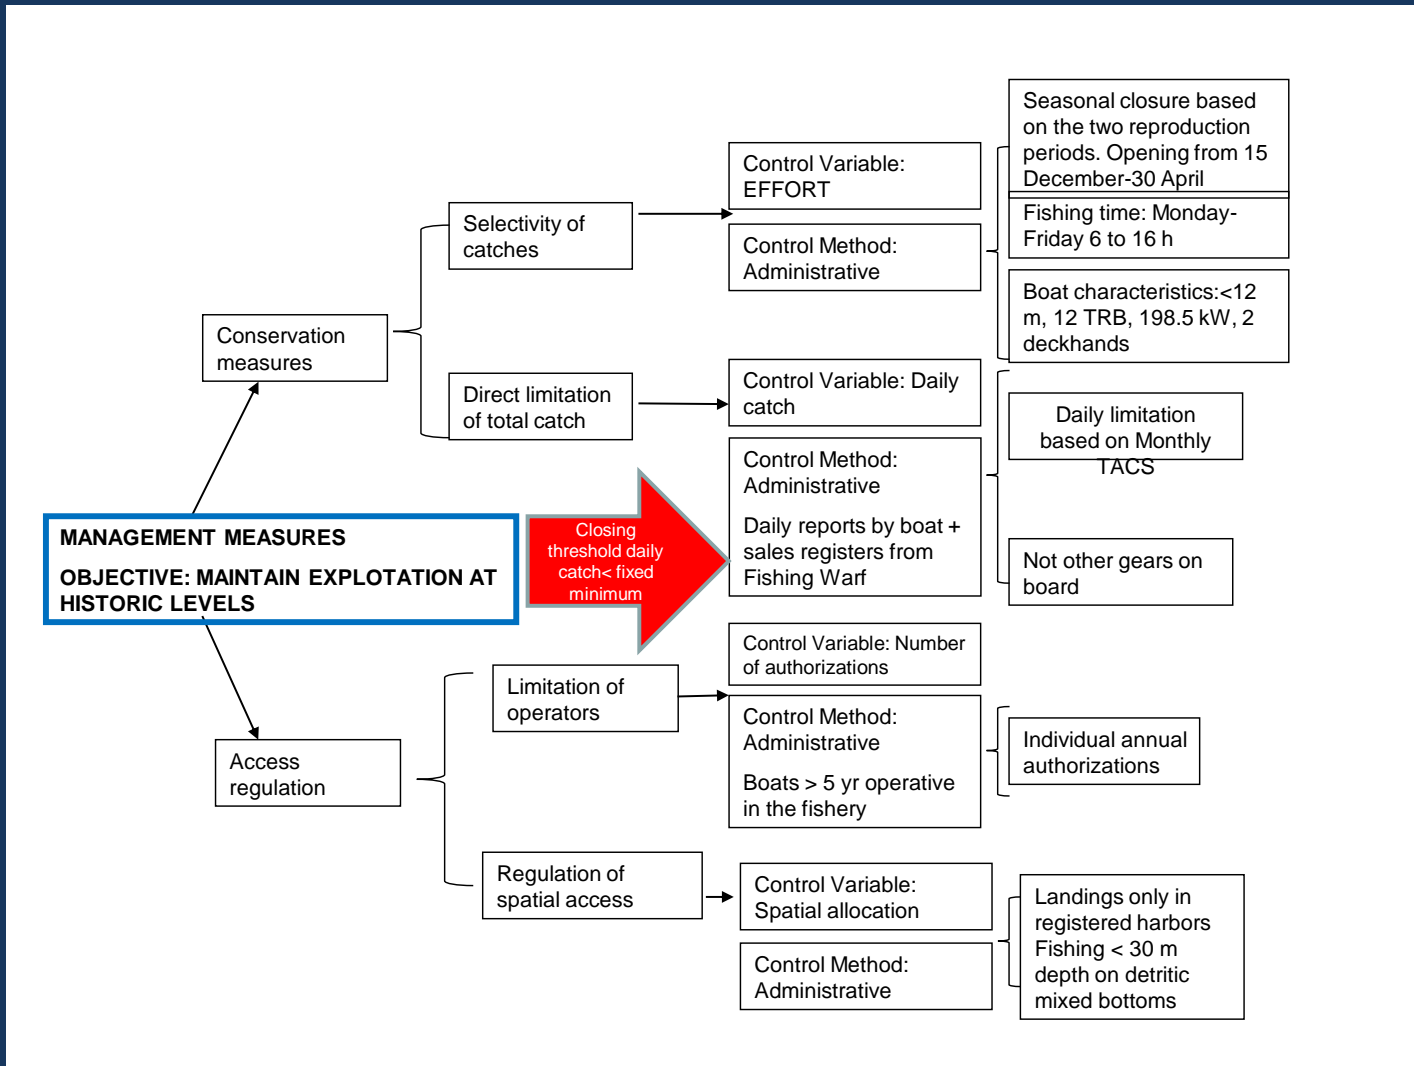 Seasonal closure based
on the two reproduction
periods. Opening from 15
December-30 April
Control Variable:
EFFORT
Fishing time: Monday-
Friday 6 to 16 h
Selectivity of
catches
Control Method:
Administrative
Boat characteristics:<12
m, 12 TRB, 198.5 kW, 2
deckhands
Conservation
measures
Direct limitation
of total catch
Control Variable: Daily
catch
Daily limitation
based on Monthly
TACS
Control Method:
Administrative
Daily reports by boat +
sales registers from
Fishing Warf
Closing
threshold daily
catch< fixed
minimum
MANAGEMENT MEASURES
OBJECTIVE: MAINTAIN EXPLOTATION AT
HISTORIC LEVELS
Not other gears on
board
Control Variable: Number
of authorizations
Limitation of
operators
Control Method:
Administrative
Boats > 5 yr operative
in the fishery
Individual annual
authorizations
Access
regulation
Regulation of
spatial access
Control Variable:
Spatial allocation
Control Method:
Administrative
Landings only in
registered harbors
Fishing < 30 m
depth on detritic
mixed bottoms